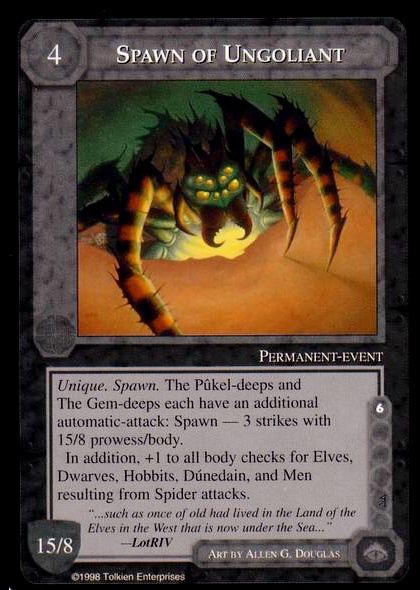 4
SPAWN OF UNGOLIANT
PERMANENT-EVENT
Unique. Spawn. The Pûkel-deeps and
The Gem-deeps each have an additional
automatic-attack: Spawn — 3 strikes with
15/8 prowess/body.
In addition, +1 to all body checks for Elves,
Dwarves, Hobbits, Dúnedain, and Men
resulting from Spider attacks.
6
"...such as once of old had lived in the Land of the
Elves in the West that is now under the Sea..."
—LotRIV
15/8
ART BY ALLEN G. DOUGLAS
©1998 Tolkien Enterprises